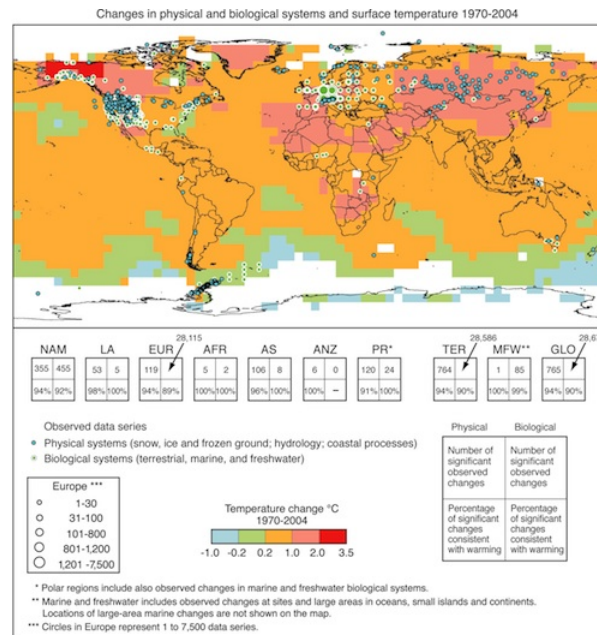 Changes in physical and biological systems and surface temperature 1970-2004
28,115
28,586
NAM LA EUR AFR AS ANZ PR* TER MFW** GLO
355 455 53 5 119 5 2 106 8 6 0 120 24 764 1 85 765
94% 92% 98% 100% 94% 89% 100% 100% 96% 100% 100% – 91% 100% 94% 90% 100% 99% 94% 90%
Observed data series
Physical systems (snow, ice and frozen ground; hydrology; coastal processes)
Biological systems (terrestrial, marine, and freshwater)
Europe ***
1-30
31-100
101-800
801-1,200
1,201 -7,500
Temperature change °C
1970-2004
-1.0 -0.2 0.2 1.0 2.0 3.5
Physical Biological
Number of Number of
significant significant
observed observed
changes changes
Percentage Percentage
of significant of significant
changes changes
consistent consistent
with warming with warming
* Polar regions include also observed changes in marine and freshwater biological systems.
** Marine and freshwater includes observed changes at sites and large areas in oceans, small islands and continents.
Locations of large-area marine changes are not shown on the map.
*** Circles in Europe represent 1 to 7,500 data series.